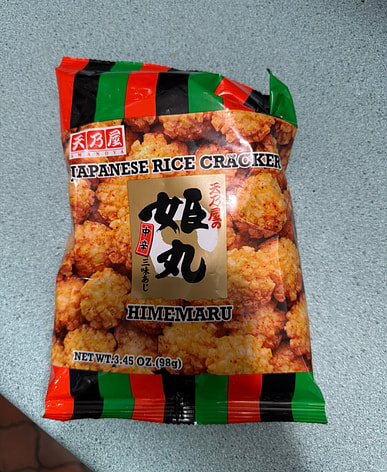 天乃屋
AMANOYA
JAPANESE RICE CRACKER
天乃屋の
姫丸
中辛
三味あじ
HIMEMARU
NET WT. 3.45 OZ. (98g)